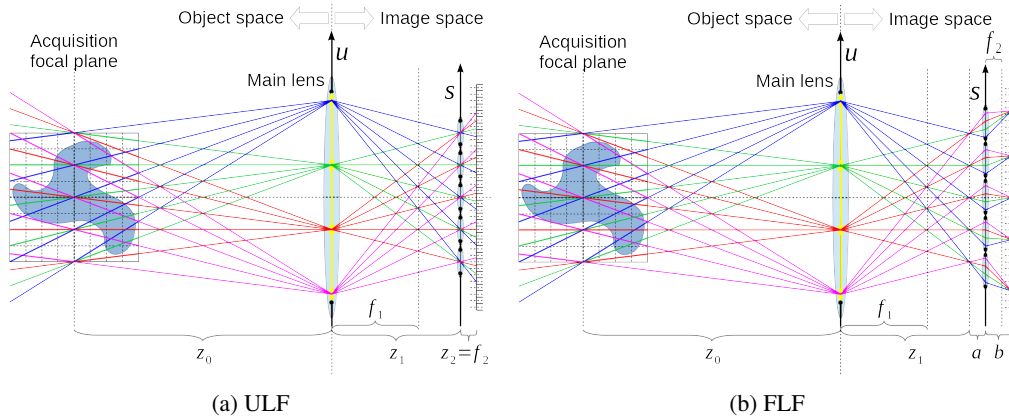 Object space
Image space
Acquisition
focal plane
u
Main lens
s
f₁
z₀
z₁
z₂=f₂
(a) ULF
Object space
Image space
Acquisition
focal plane
u
f₂
Main lens
s
f₁
z₀
z₁
a
b
(b) FLF